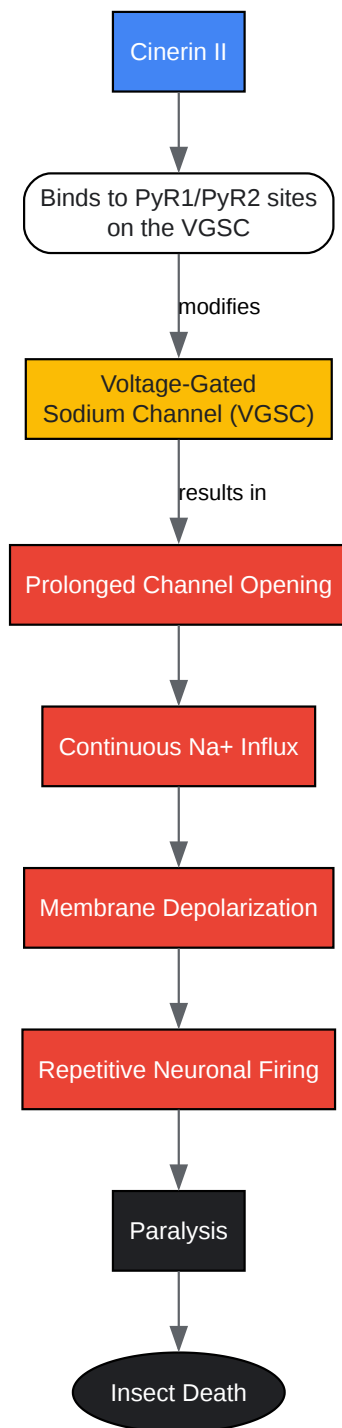 Cinerin II
Binds to PyR1/PyR2 sites
on the VGSC
modifies
Voltage-Gated
Sodium Channel (VGSC)
results in
Prolonged Channel Opening
Continuous Na+ Influx
Membrane Depolarization
Repetitive Neuronal Firing
Paralysis
Insect Death